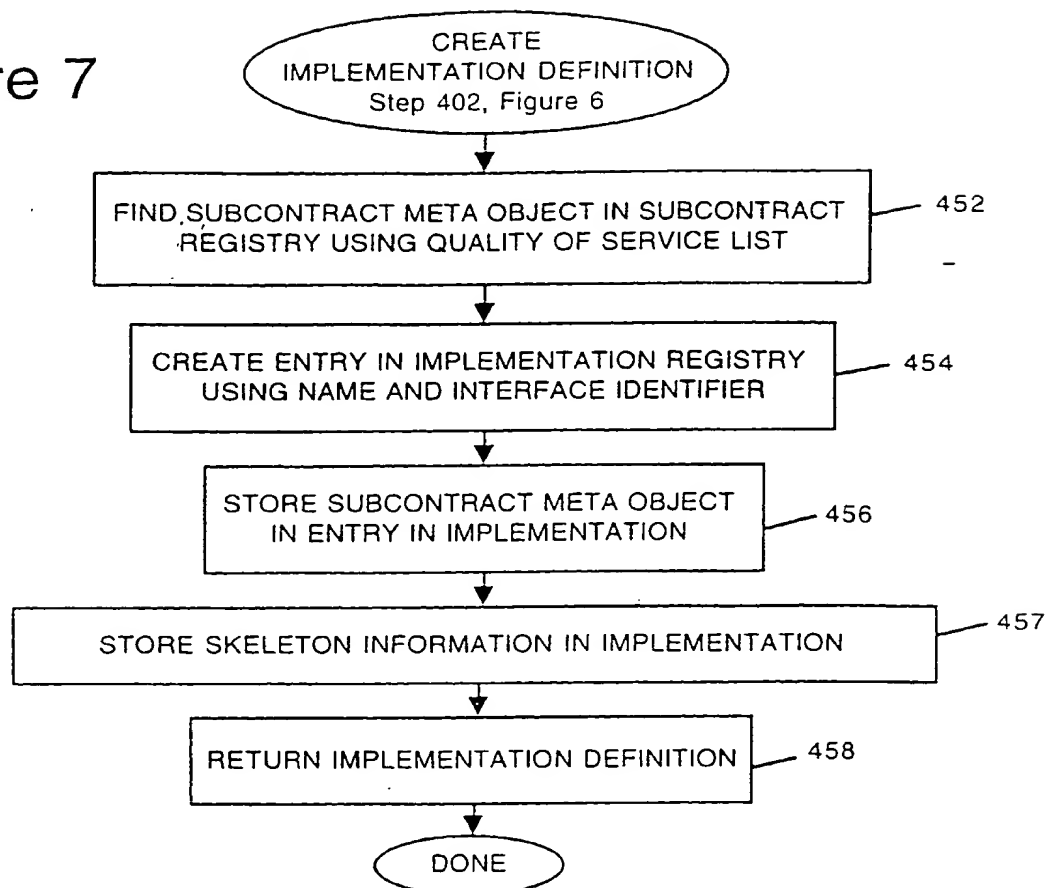 re 7
CREATE
IMPLEMENTATION DEFINITION
Step 402, Figure 6
FIND SUBCONTRACT META OBJECT IN SUBCONTRACT
REGISTRY USING QUALITY OF SERVICE LIST
452
CREATE ENTRY IN IMPLEMENTATION REGISTRY
USING NAME AND INTERFACE IDENTIFIER
454
STORE SUBCONTRACT META OBJECT
IN ENTRY IN IMPLEMENTATION
456
STORE SKELETON INFORMATION IN IMPLEMENTATION
457
RETURN IMPLEMENTATION DEFINITION
458
DONE